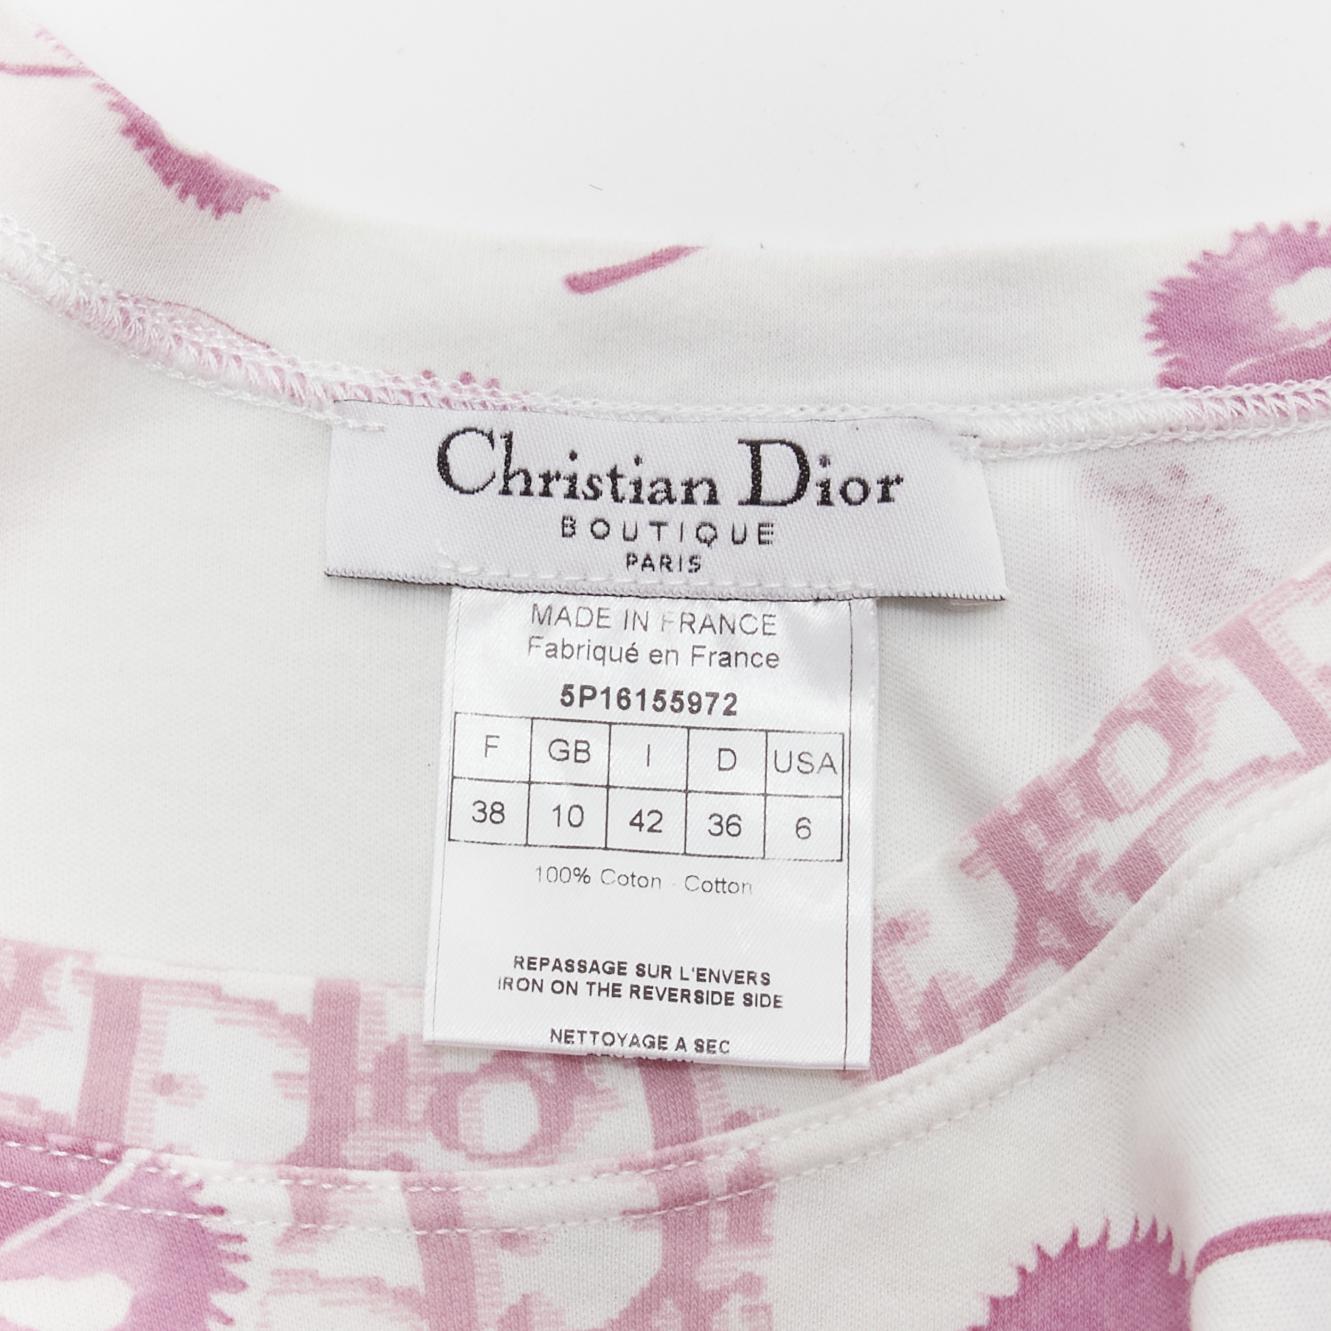 Christian Dior
BOUTIQUE
PARIS
MADE IN FRANCE
Fabriqué en France
5P16155972
F GB I D USA
38 10 42 36 6
100% Coton - Cotton
REPASSAGE SUR L'ENVERS
IRON ON THE REVERSIDE SIDE
NETTOYAGE A SEC